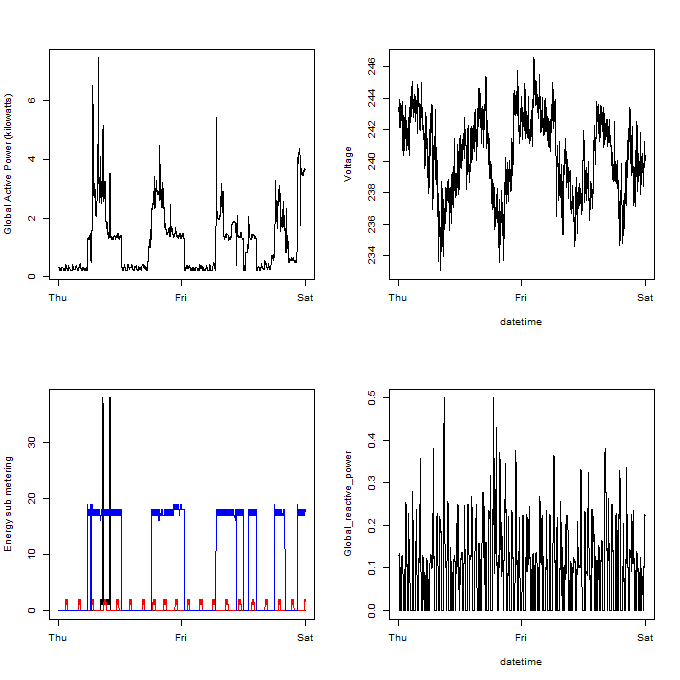 Global Active Power (kilowatts)
0 2 4 6
Thu Fri Sat
Voltage
234 236 238 240 242 244 246
Thu Fri Sat
datetime
Energy sub metering
0 10 20 30
Thu Fri Sat
Global_reactive_power
0.0 0.1 0.2 0.3 0.4 0.5
Thu Fri Sat
datetime